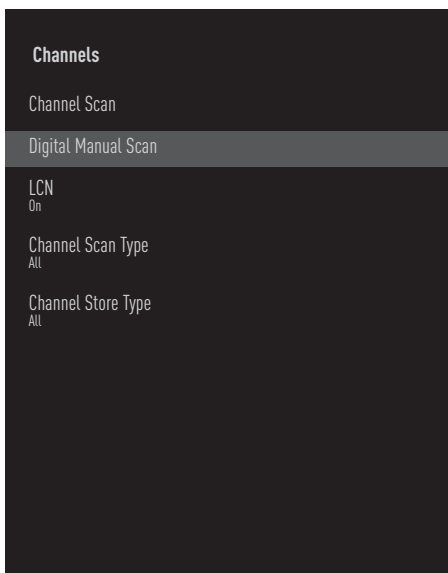 Channels
Channel Scan
Digital Manual Scan
LCN
On
Channel Scan Type
All
Channel Store Type
All